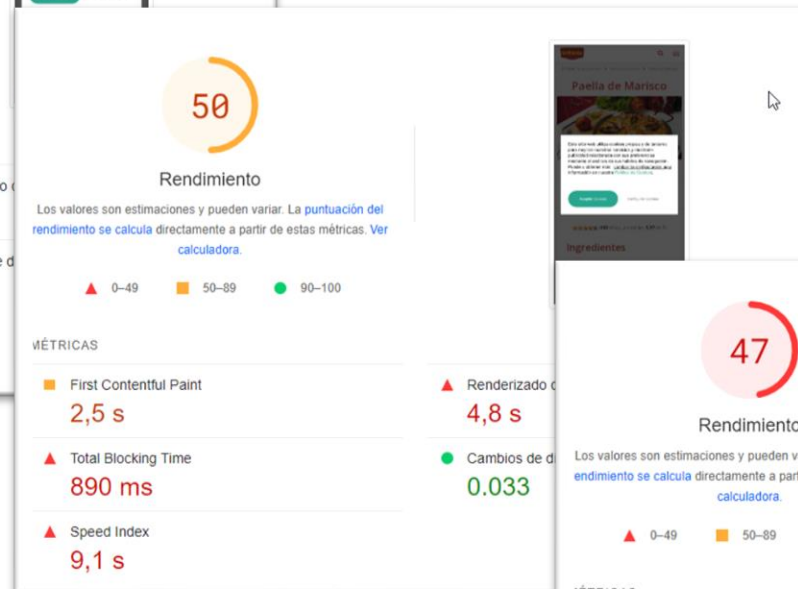 50
Rendimiento
Los valores son estimaciones y pueden variar. La puntuación del
rendimiento se calcula directamente a partir de estas métricas. Ver
calculadora.
0–49
50–89
90–100
MÉTRICAS
First Contentful Paint
2,5 s
Renderizado
4,8 s
Total Blocking Time
890 ms
Cambios de d
0.033
Speed Index
9,1 s
Paella de Marisco
Ingredientes
47
Rendimiento
Los valores son estimaciones y pueden v
endimiento se calcula directamente a par
calculadora.
0–49
50–89